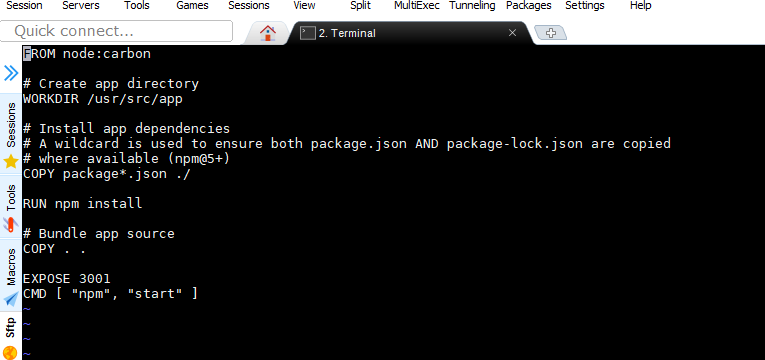 Session Servers Tools Games Sessions View Split MultiExec Tunneling Packages Settings Help
Quick connect...
2. Terminal
FROM node:carbon
# Create app directory
WORKDIR /usr/src/app
# Install app dependencies
# A wildcard is used to ensure both package.json AND package-lock.json are copied
# where available (npm@5+)
COPY package*.json ./
RUN npm install
# Bundle app source
COPY . .
EXPOSE 3001
CMD [ "npm", "start" ]
~
~
~
~
Sessions
Tools
Macros
Sftp